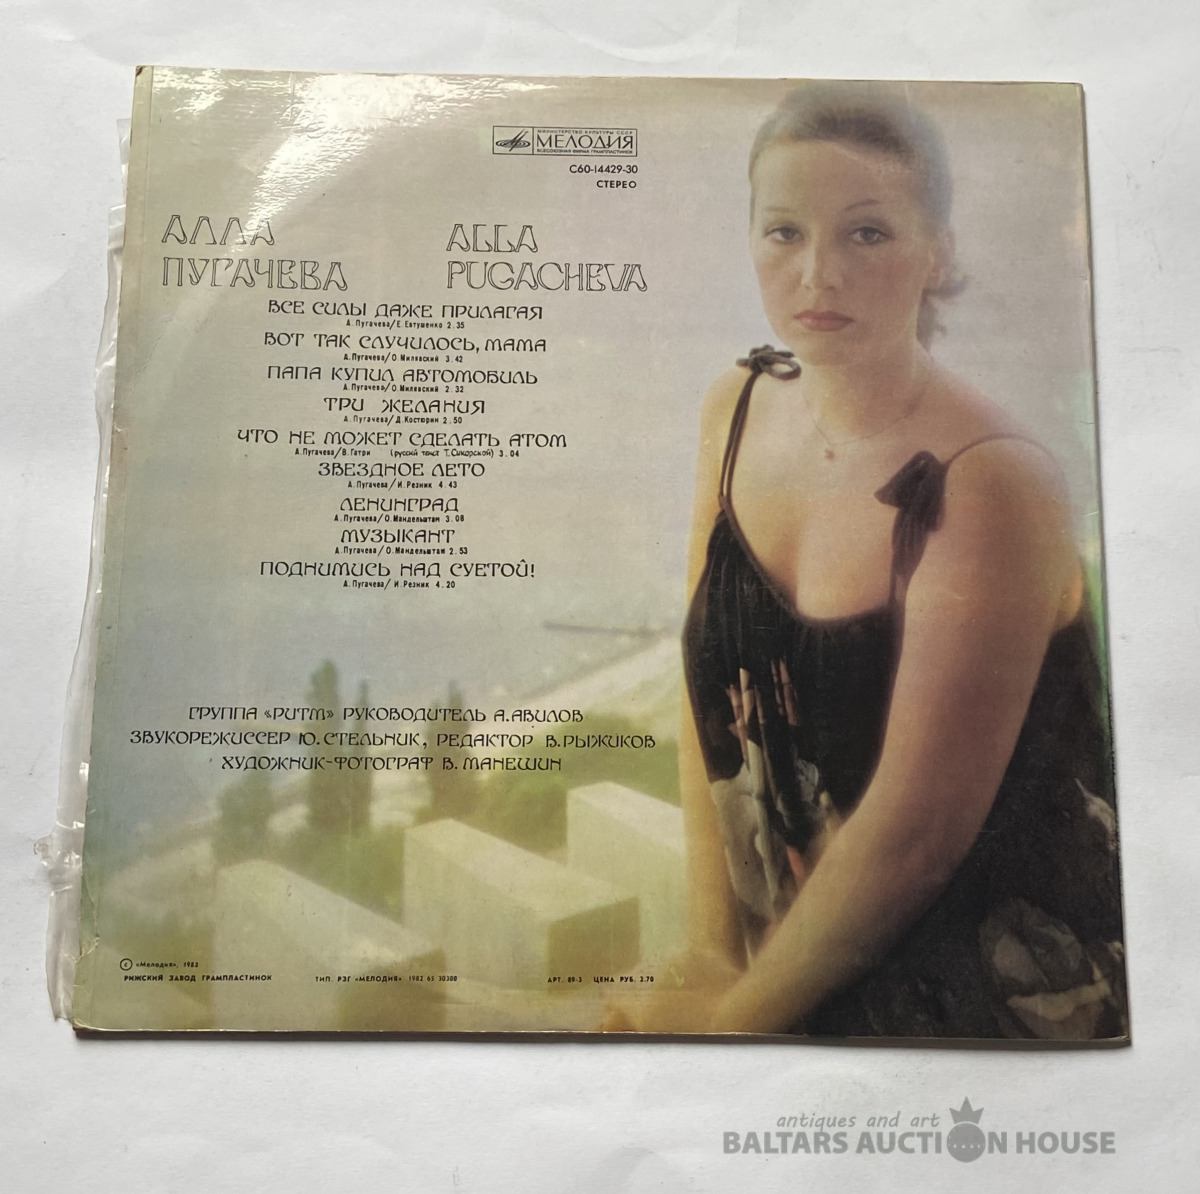 МИНИСТЕРСТВО КУЛЬТУРЫ СССР
МЕЛОДИЯ
ВСЕСОЮЗНАЯ ФИРМА ГРАМПЛАСТИНОК
С60-14429-30
СТЕРЕО
АЛЛА ALLA
ПУГАЧЕВА PUGACHEVA
ВСЕ СИЛЫ ДАЖЕ ПРИЛАГАЯ
А. Пугачева/Е. Евтушенко 2.35
ВОТ ТАК СЛУЧИЛОСЬ, МАМА
А. Пугачева/О. Милявский 3.42
ПАПА КУПИЛ АВТОМОБИЛЬ
А. Пугачева/О. Милявский 2.32
ТРИ ЖЕЛАНИЯ
А. Пугачева/Д. Костюрин 2.50
ЧТО НЕ МОЖЕТ СДЕЛАТЬ АТОМ
А. Пугачева/В. Гатри (русский текст Т. Сикорской) 3.04
ЗВЕЗДНОЕ ЛЕТО
А. Пугачева/И. Резник 4.43
ЛЕНИНГРАД
А. Пугачева/О. Мандельштам 3.08
МУЗЫКАНТ
А. Пугачева/О. Мандельштам 2.53
ПОДНИМИСЬ НАД СУЕТОЙ!
А. Пугачева/И. Резник 4.20
ГРУППА «РИТМ» РУКОВОДИТЕЛЬ А. АВИЛОВ
ЗВУКОРЕЖИССЕР Ю. СТЕЛЬНИК, РЕДАКТОР В. РЫЖИКОВ
ХУДОЖНИК-ФОТОГРАФ В. МАНЕШИН
© «Мелодия», 1982
РИЖСКИЙ ЗАВОД ГРАМПЛАСТИНОК ТИП. РЗГ «МЕЛОДИЯ» 1982 65 30300 АРТ. 89-3 ЦЕНА РУБ. 2.70
antiques and art
BALTARS AUCTION HOUSE